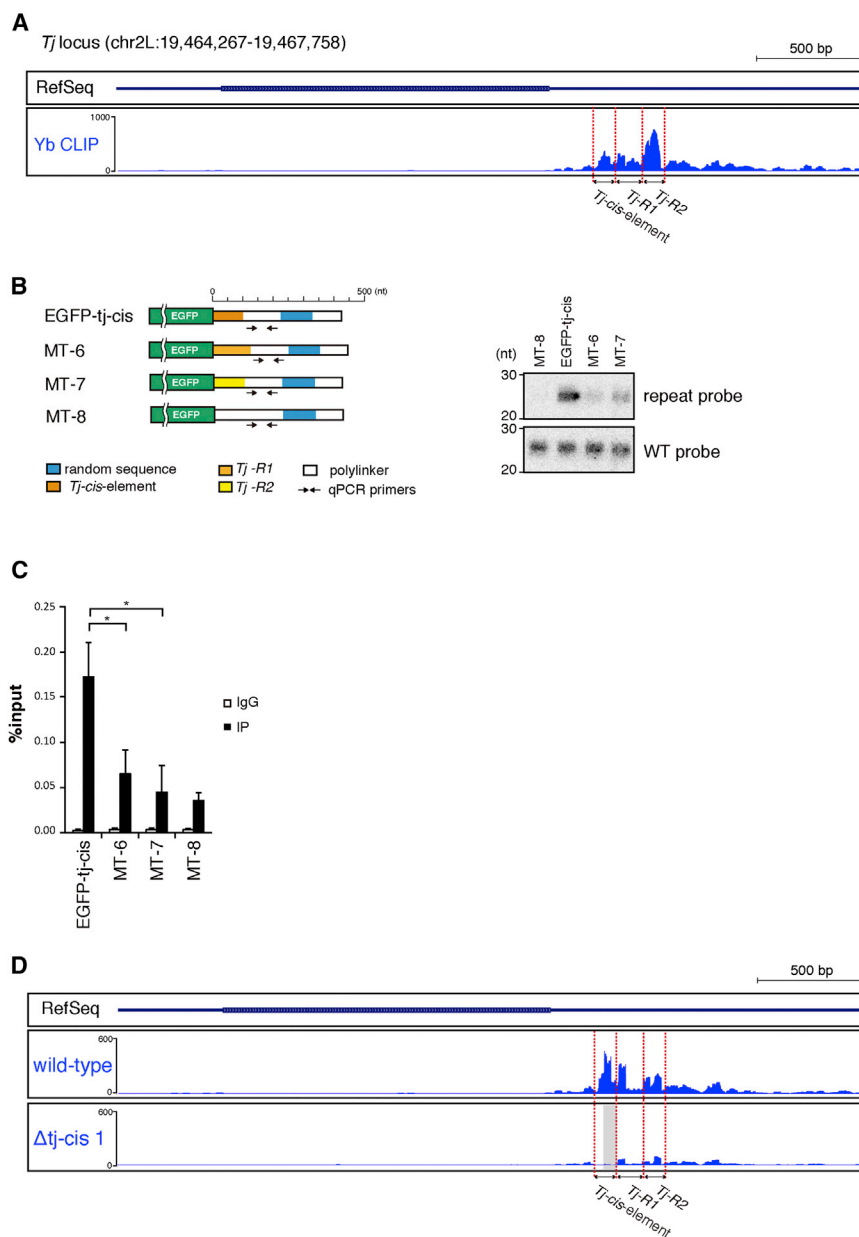 A
Tj locus (chr2L:19,464,267-19,467,758)
500 bp
RefSeq
1000
Yb CLIP
0
Tj-cis-element
Tj-R1
Tj-R2
B
0 500 (nt)
EGFP-tj-cis EGFP
MT-6 EGFP
MT-7 EGFP
MT-8 EGFP
random sequence Tj -R1 polylinker
Tj-cis-element Tj -R2 qPCR primers
(nt) MT-8 EGFP-tj-cis MT-6 MT-7
30
repeat probe
20
30
WT probe
20
C
%input
0.25
0.20
0.15
0.10
0.05
0.00
*
*
IgG
IP
EGFP-tj-cis MT-6 MT-7 MT-8
D
500 bp
RefSeq
600
wild-type
0
600
Δtj-cis 1
0
Tj-cis-element
Tj-R1
Tj-R2